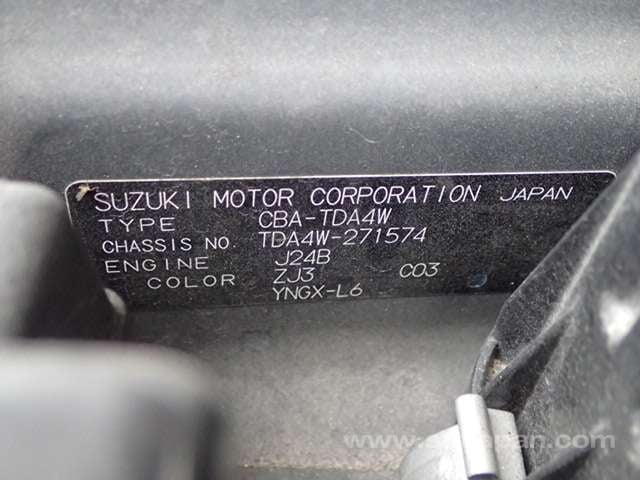 SUZUKI MOTOR CORPORATION JAPAN
TYPE CBA-TDA4W
CHASSIS NO. TDA4W-271574
ENGINE J24B
COLOR ZJ3 C03
YNGX-L6